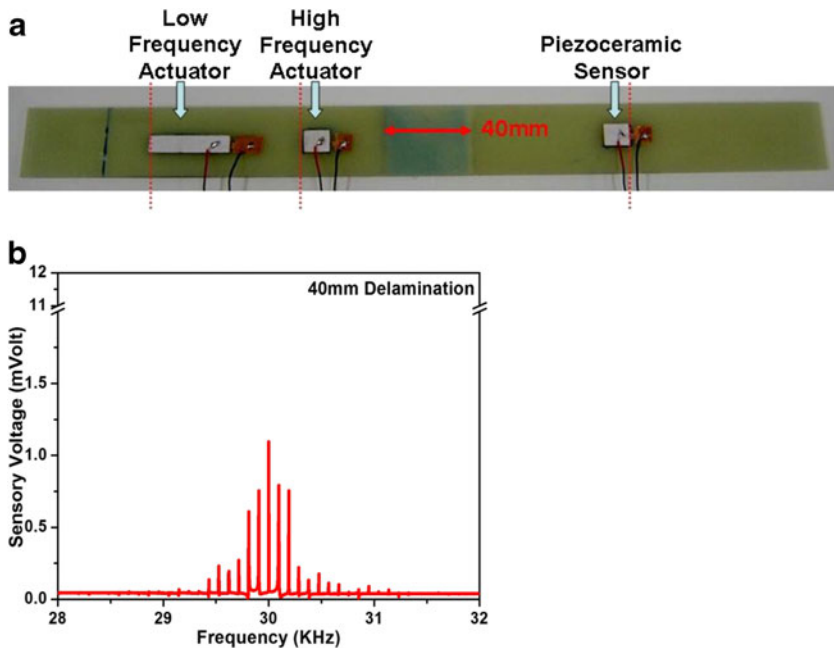 a
Low
Frequency
Actuator
High
Frequency
Actuator
Piezoceramic
Sensor
40mm
b
12
11
1.5
1.0
0.5
0.0
Sensory Voltage (mVolt)
40mm Delamination
28 29 30 31 32
Frequency (KHz)